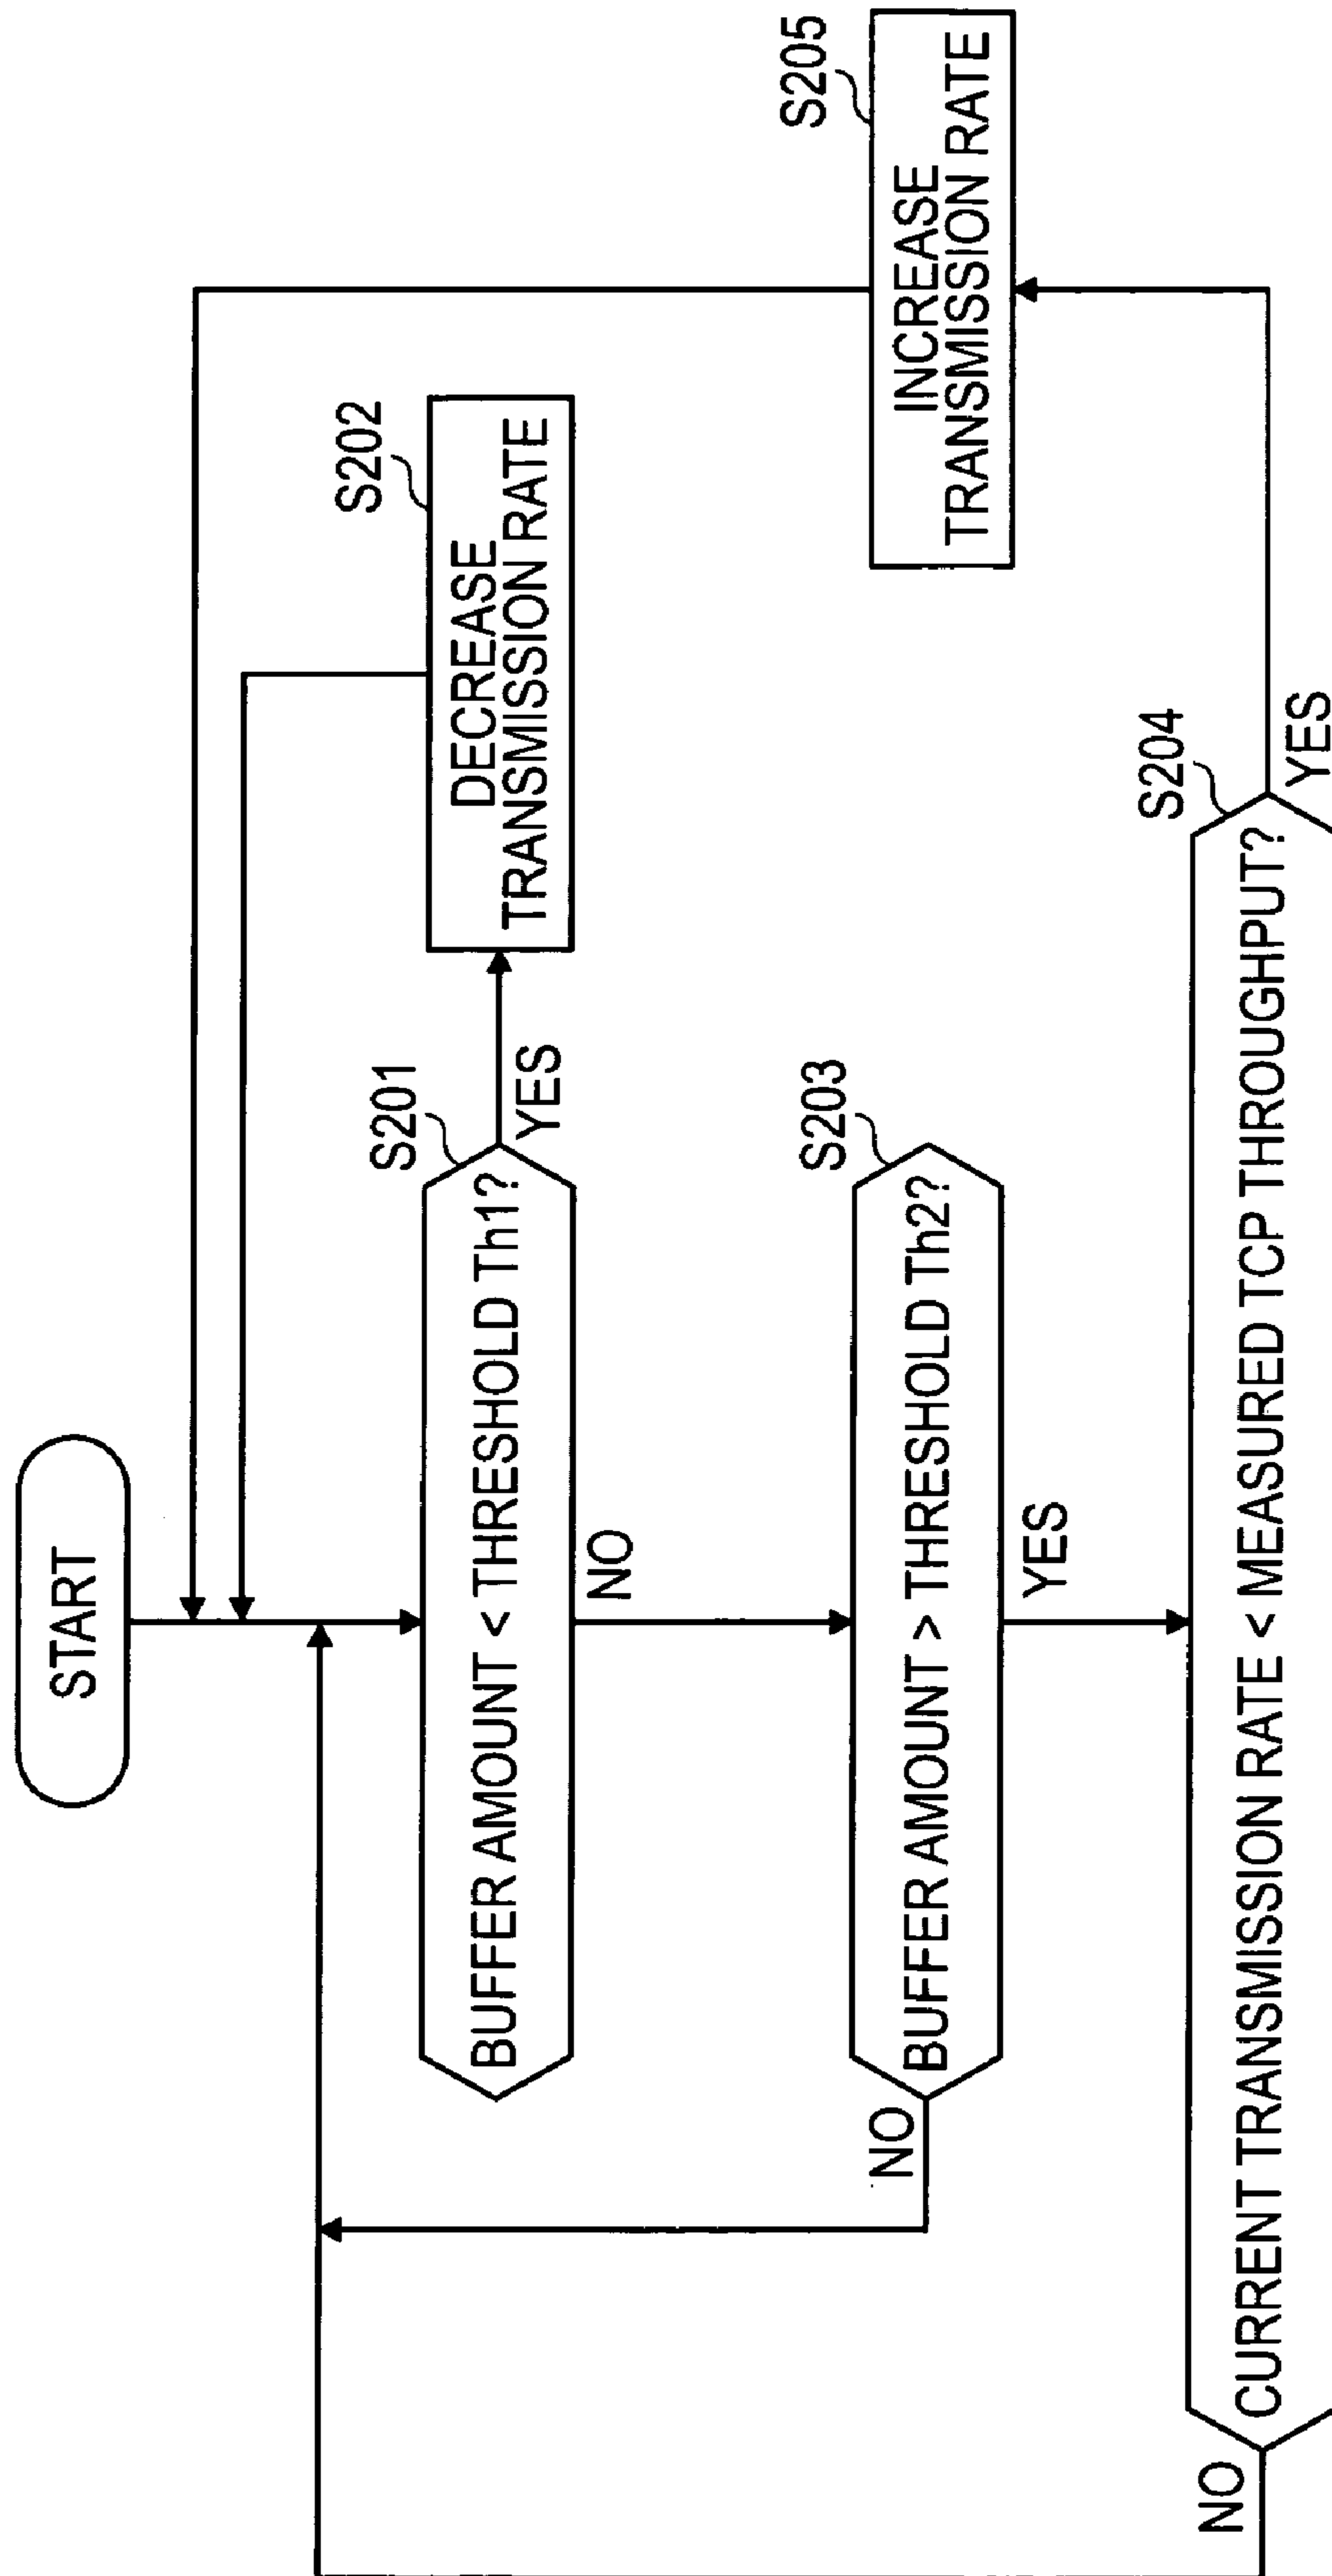 START
S201
BUFFER AMOUNT < THRESHOLD Th1?
YES
NO
S202
DECREASE
TRANSMISSION RATE
S203
BUFFER AMOUNT > THRESHOLD Th2?
NO
YES
S204
CURRENT TRANSMISSION RATE < MEASURED TCP THROUGHPUT?
NO
YES
S205
INCREASE
TRANSMISSION RATE